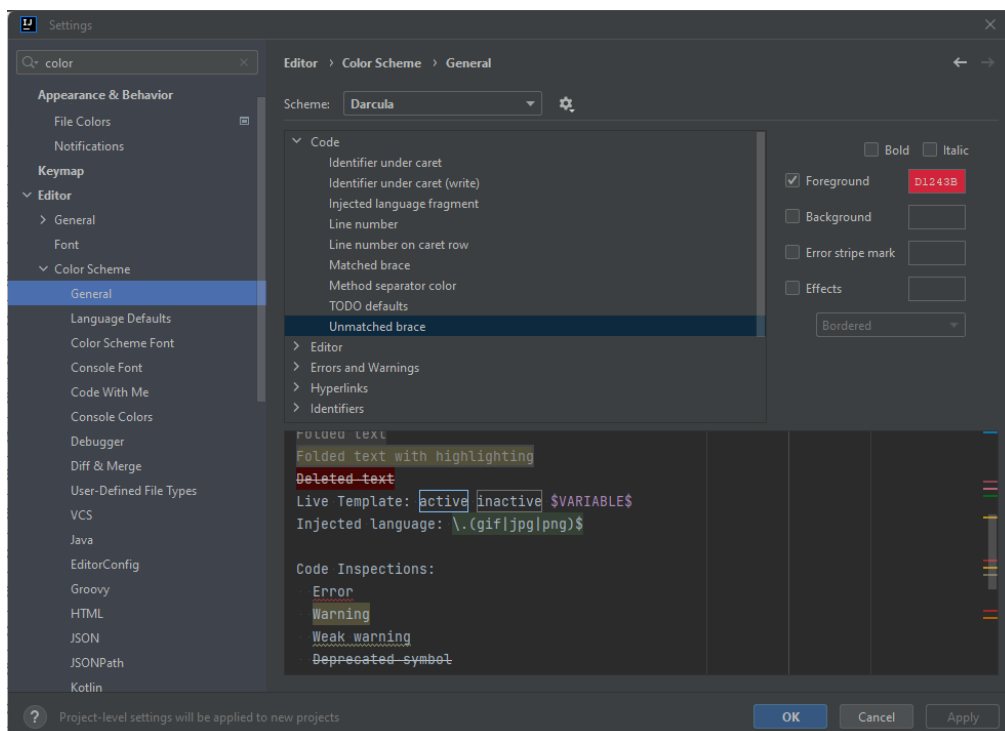 IJ
Settings
color
Appearance & Behavior
File Colors
Notifications
Keymap
Editor
General
Font
Color Scheme
General
Language Defaults
Color Scheme Font
Console Font
Code With Me
Console Colors
Debugger
Diff & Merge
User-Defined File Types
VCS
Java
EditorConfig
Groovy
HTML
JSON
JSONPath
Kotlin
Editor › Color Scheme › General
Scheme: Darcula
Code
Identifier under caret
Identifier under caret (write)
Injected language fragment
Line number
Line number on caret row
Matched brace
Method separator color
TODO defaults
Unmatched brace
Editor
Errors and Warnings
Hyperlinks
Identifiers
Bold Italic
Foreground D1243B
Background
Error stripe mark
Effects
Bordered
Folded text
Folded text with highlighting
Deleted text
Live Template: active inactive $VARIABLE$
Injected language: \.(gif|jpg|png)$
Code Inspections:
Error
Warning
Weak warning
Deprecated symbol
? Project-level settings will be applied to new projects
OK Cancel Apply